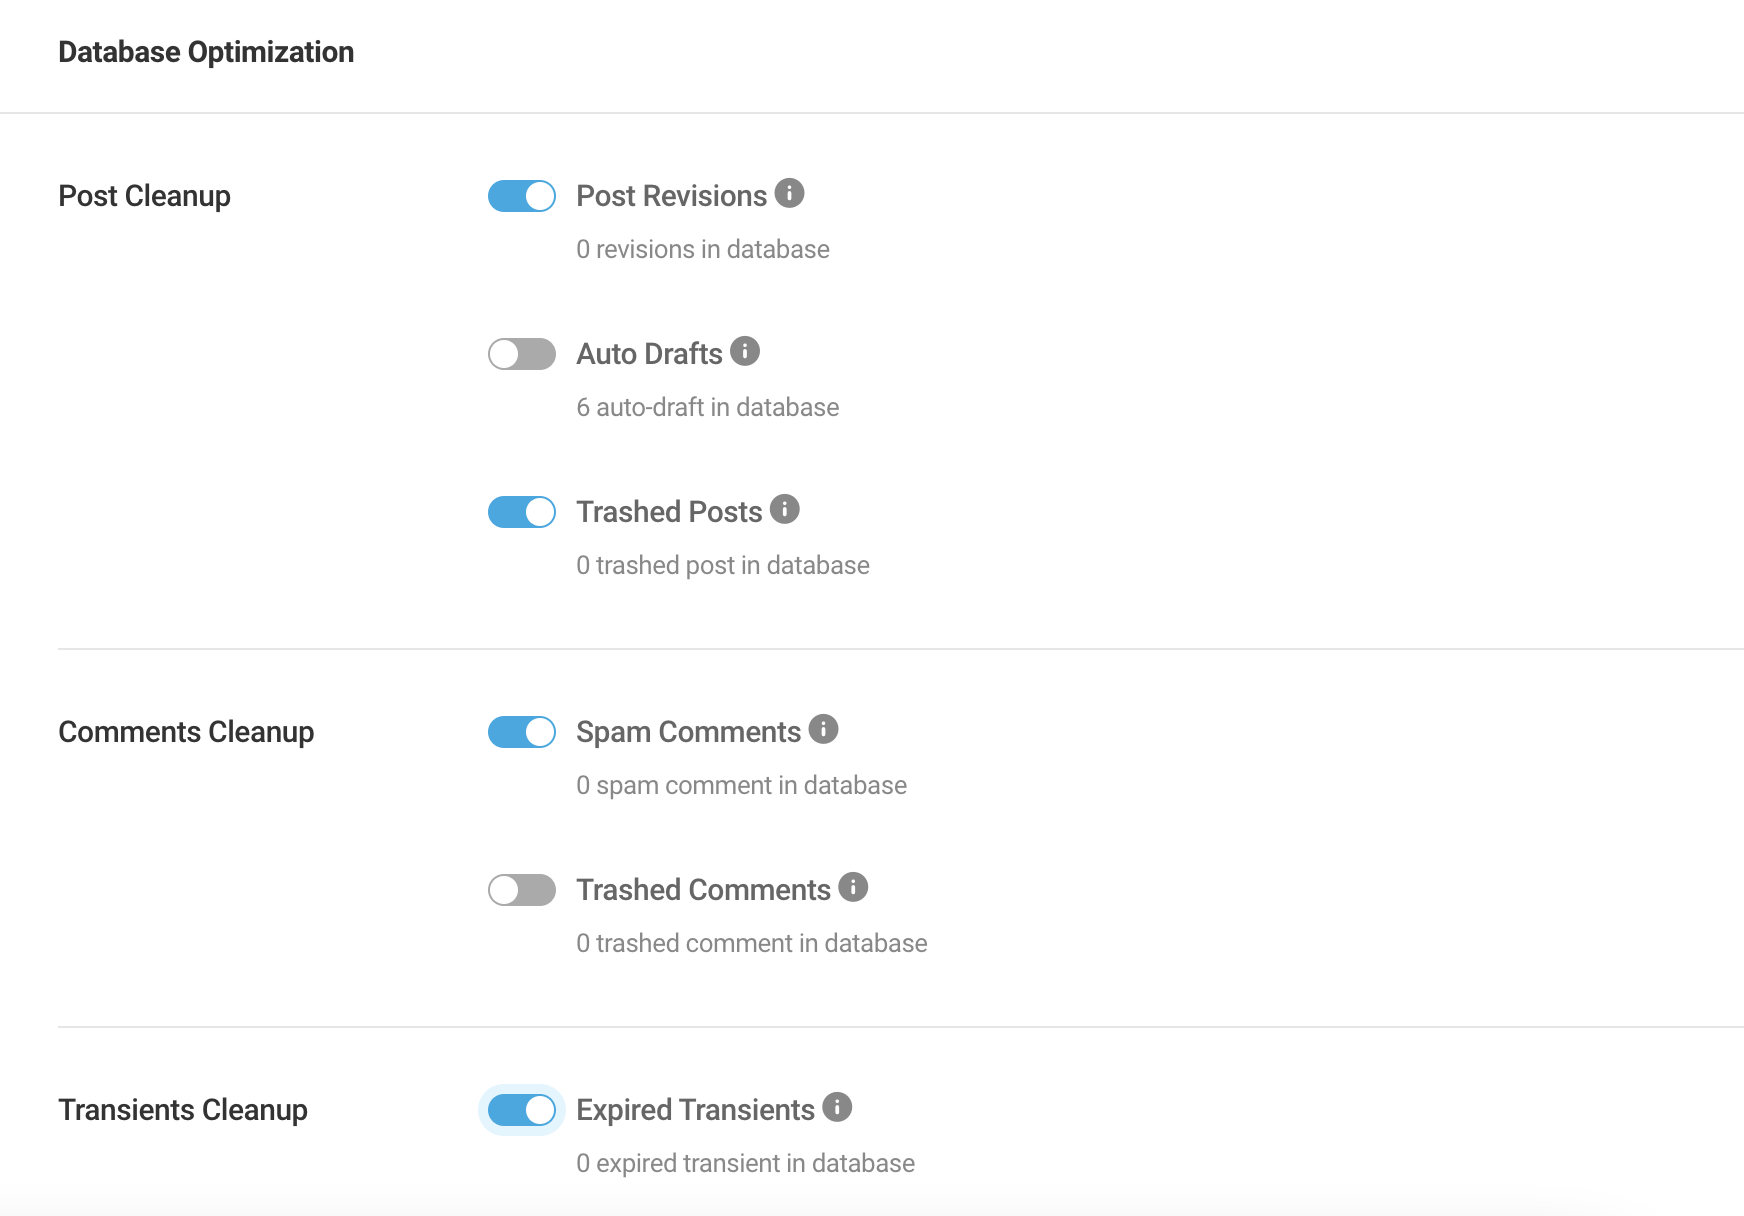 Database Optimization
Post Cleanup
Post Revisions
0 revisions in database
Auto Drafts
6 auto-draft in database
Trashed Posts
0 trashed post in database
Comments Cleanup
Spam Comments
0 spam comment in database
Trashed Comments
0 trashed comment in database
Transients Cleanup
Expired Transients
0 expired transient in database